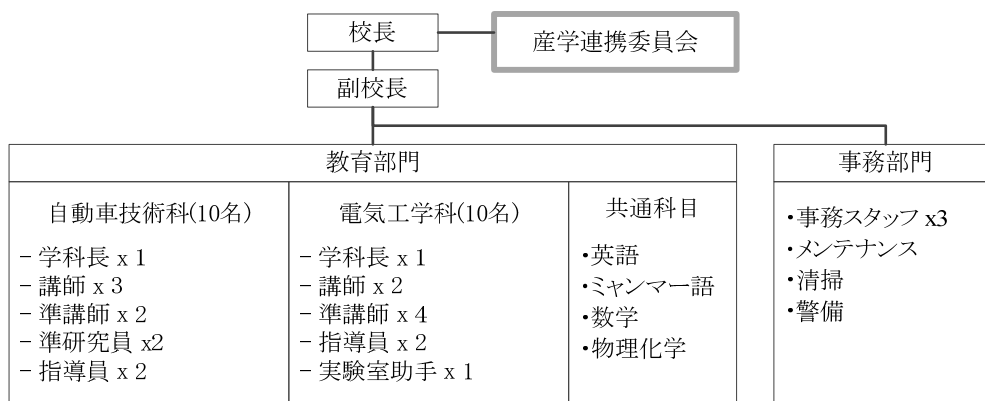 校長
産学連携委員会
副校長
教育部門
事務部門
自動車技術科(10名)
- 学科長 x 1
- 講師 x 3
- 準講師 x 2
- 準研究員 x2
- 指導員 x 2
電気工学科(10名)
- 学科長 x 1
- 講師 x 2
- 準講師 x 4
- 指導員 x 2
- 実験室助手 x 1
共通科目
・英語
・ミャンマー語
・数学
・物理化学
・事務スタッフ x3
・メンテナンス
・清掃
・警備